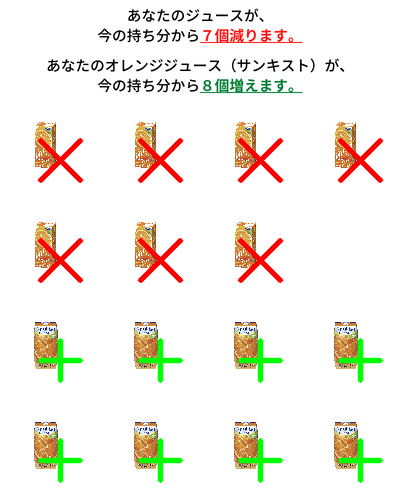 あなたのジュースが、
今の持ち分から７個減ります。
あなたのオレンジジュース（サンキスト）が、
今の持ち分から８個増えます。